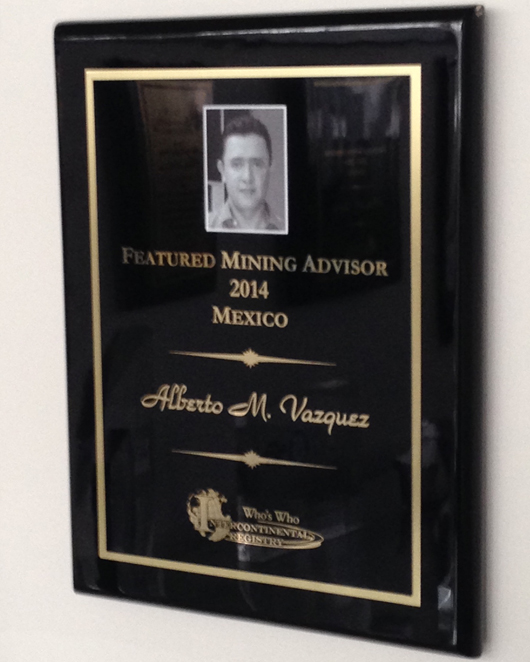 Featured Mining Advisor
2014
Mexico
Alberto M. Vazquez
Who's Who
Intercontinental
Registry